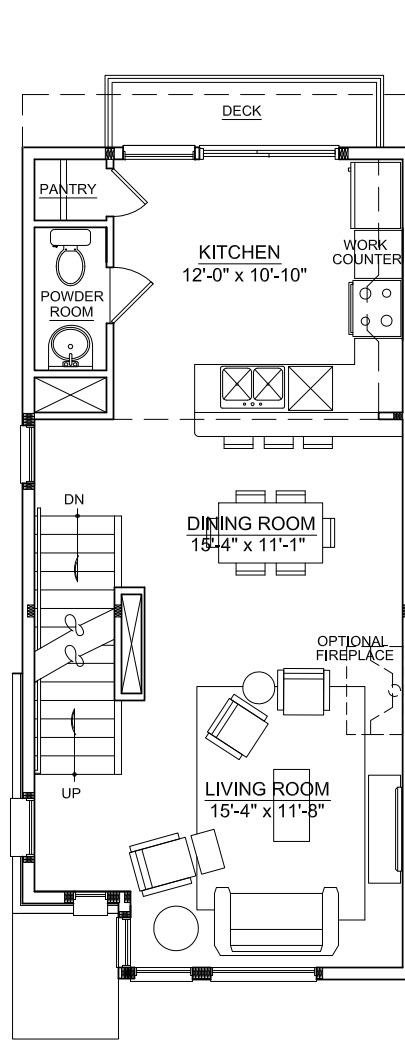 DECK
PANTRY
KITCHEN
12'-0" x 10'-10"
WORK
COUNTER
POWDER
ROOM
DN
DINING ROOM
15'-4" x 11'-1"
OPTIONAL
FIREPLACE
UP
LIVING ROOM
15'-4" x 11'-8"